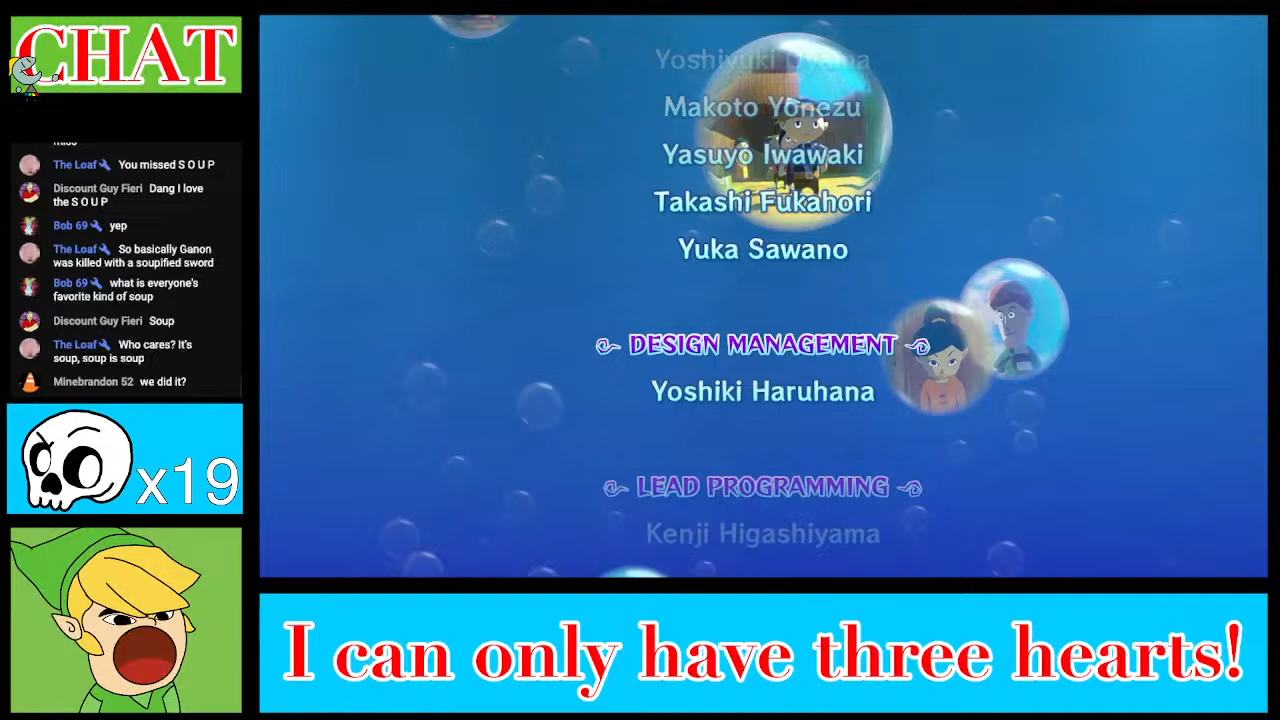 CHAT
You missed S O U P
The Loaf You missed S O U P
Discount Guy Fieri Dang I love
the S O U P
Bob 69 yep
The Loaf So basically Ganon
was killed with a soupified sword
Bob 69 what is everyone's
favorite kind of soup
Discount Guy Fieri Soup
The Loaf Who cares? It's
soup, soup is soup
Minebrandon 52 we did it?
x19
Yoshiyuki Oyama
Makoto Yonezu
Yasuyo Iwawaki
Takashi Fukahori
Yuka Sawano
DESIGN MANAGEMENT
Yoshiki Haruhana
LEAD PROGRAMMING
Kenji Higashiyama
I can only have three hearts!